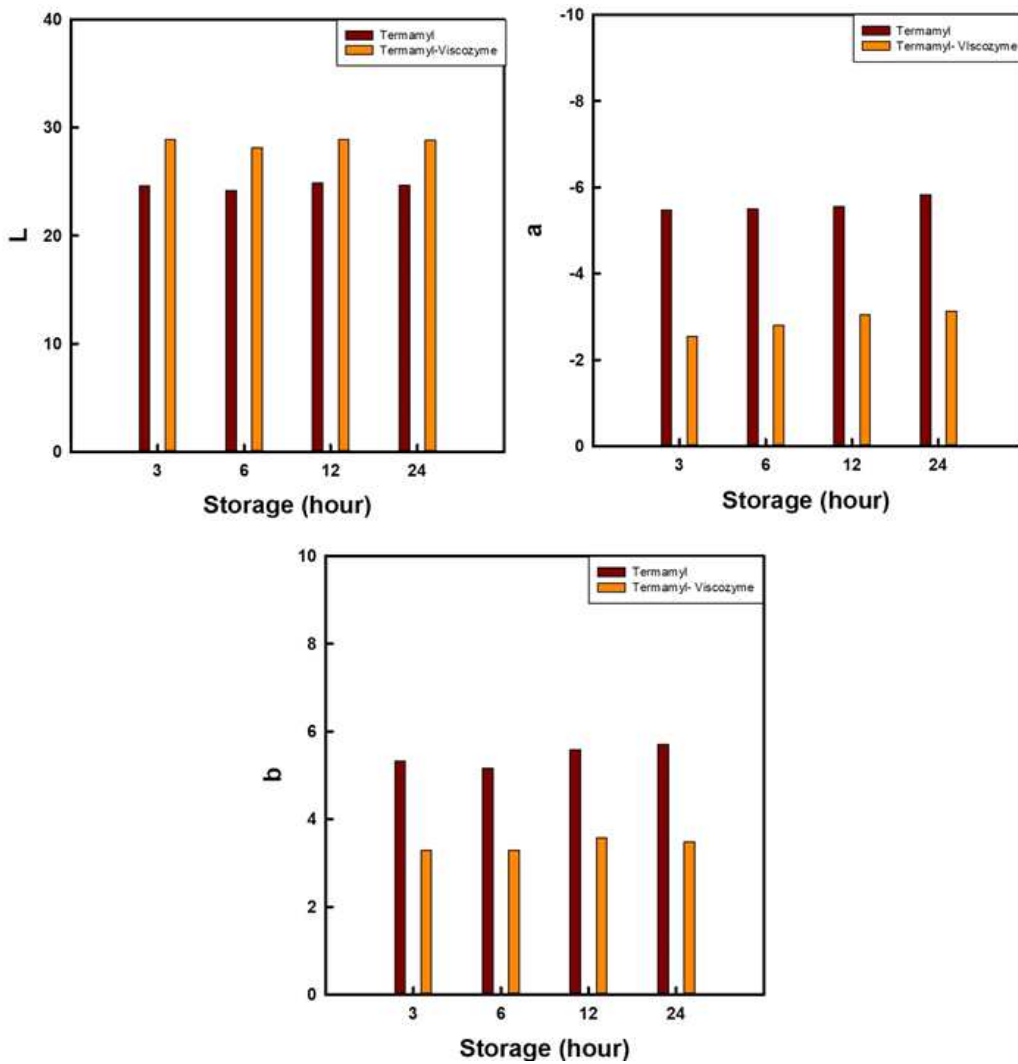 40
30
20
10
0
L
Termamyl
Termamyl-Viscozyme
3 6 12 24
Storage (hour)
-10
-8
-6
-4
-2
0
a
Termamyl
Termamyl- VIscozyme
3 6 12 24
Storage (hour)
10
8
6
4
2
0
b
Termamyl
Termamyl- Viscozyme
3 6 12 24
Storage (hour)